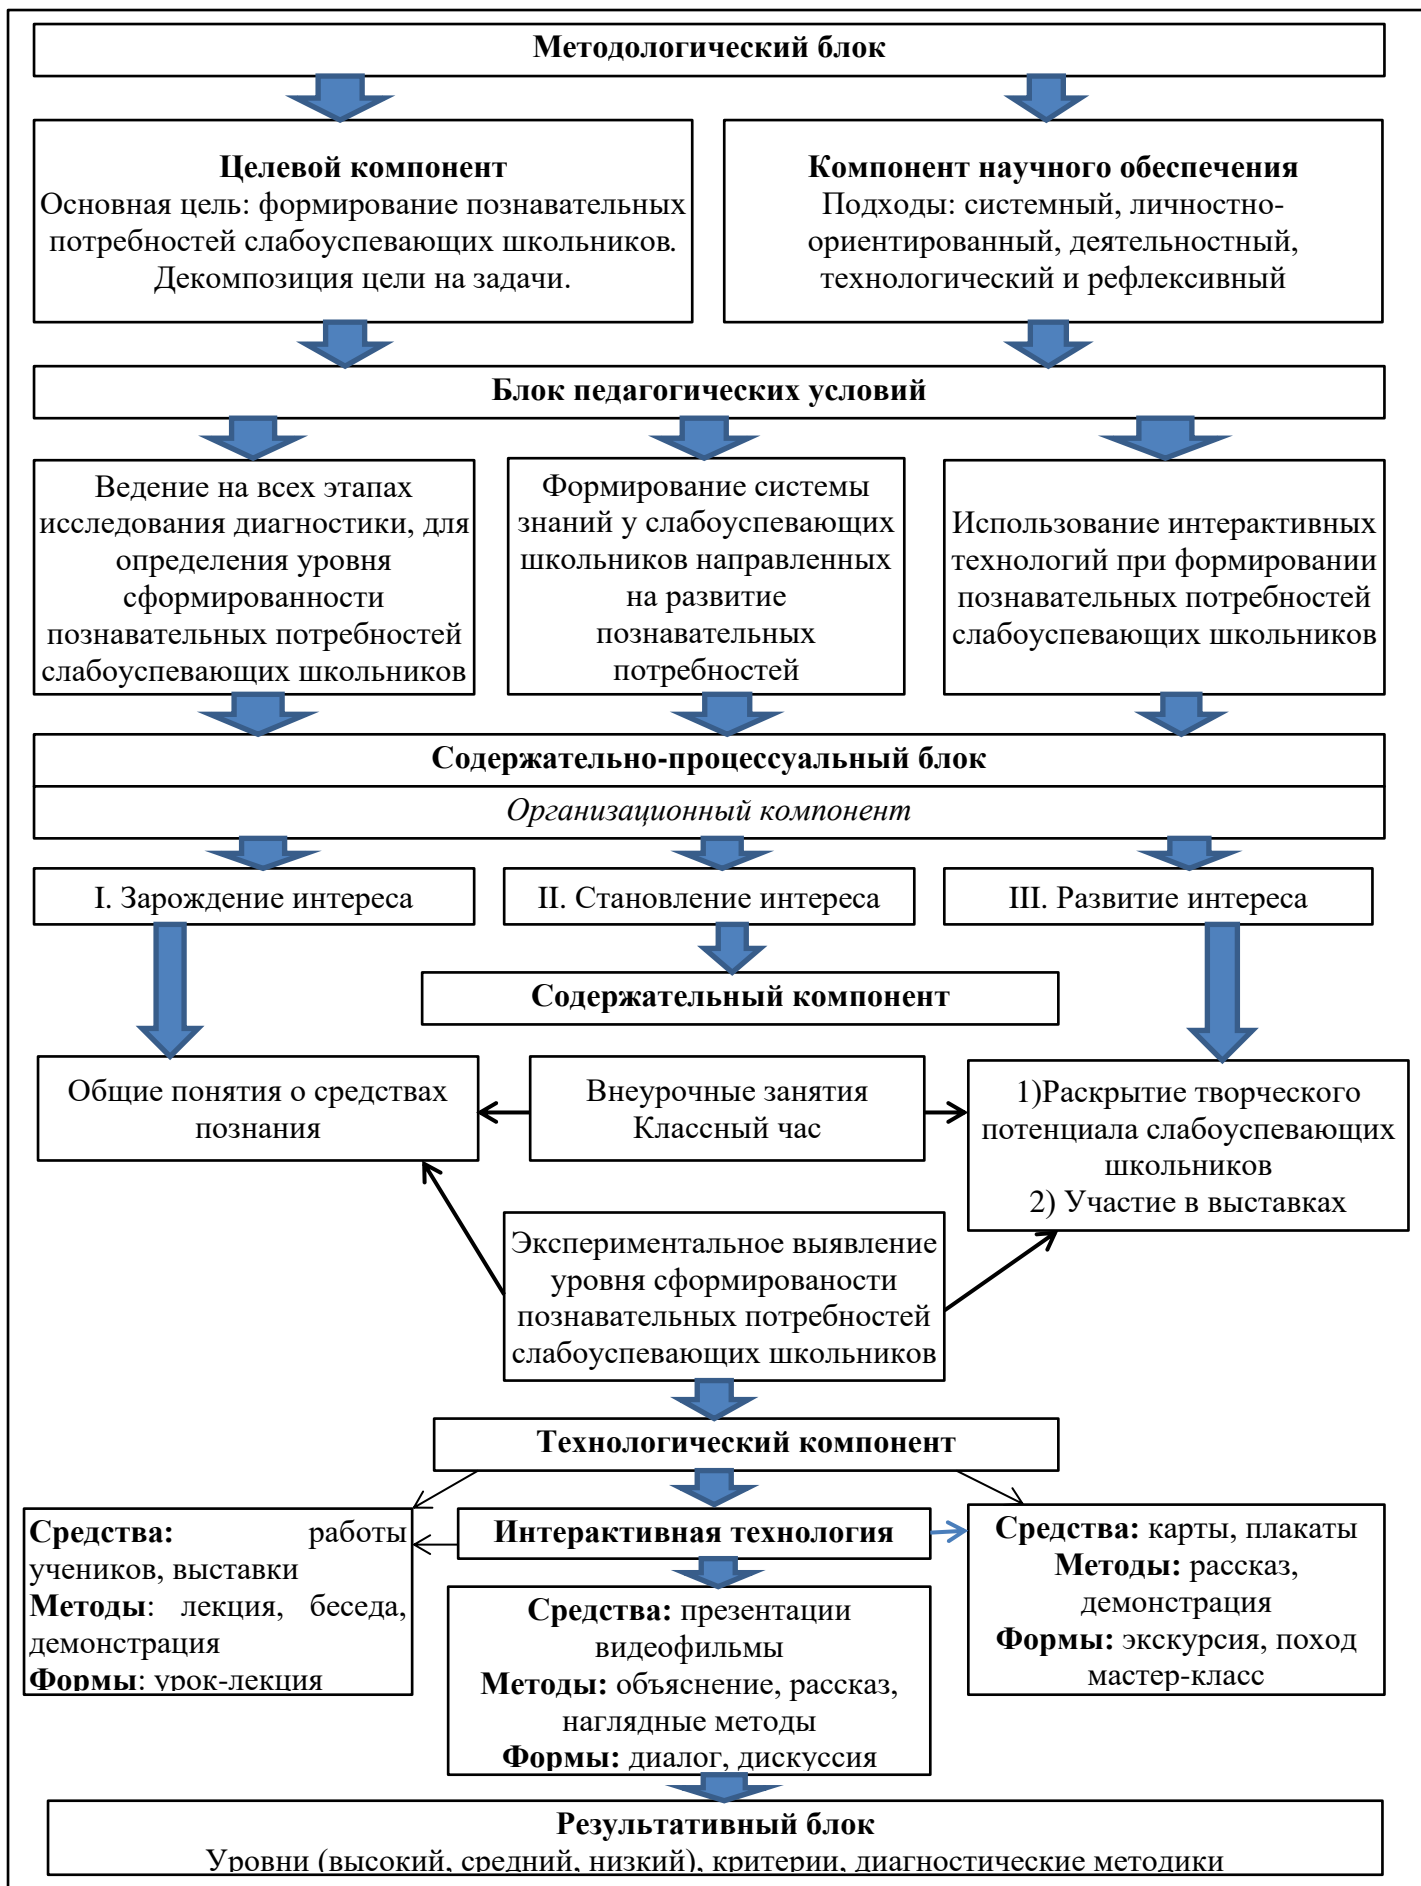 Методологический блок
Целевой компонент
Основная цель: формирование познавательных
потребностей слабоуспевающих школьников.
Декомпозиция цели на задачи.
Компонент научного обеспечения
Подходы: системный, личностно-
ориентированный, деятельностный,
технологический и рефлексивный
Блок педагогических условий
Ведение на всех этапах
исследования диагностики, для
определения уровня
сформированности
познавательных потребностей
слабоуспевающих школьников
Формирование системы
знаний у слабоуспевающих
школьников направленных
на развитие
познавательных
потребностей
Использование интерактивных
технологий при формировании
познавательных потребностей
слабоуспевающих школьников
Содержательно-процессуальный блок
Организационный компонент
I. Зарождение интереса
II. Становление интереса
III. Развитие интереса
Содержательный компонент
Общие понятия о средствах
познания
Внеурочные занятия
Классный час
1)Раскрытие творческого
потенциала слабоуспевающих
школьников
2) Участие в выставках
Экспериментальное выявление
уровня сформированости
познавательных потребностей
слабоуспевающих школьников
Технологический компонент
Средства: работы
учеников, выставки
Методы: лекция, беседа,
демонстрация
Формы: урок-лекция
Интерактивная технология
Средства: презентации
видеофильмы
Методы: объяснение, рассказ,
наглядные методы
Формы: диалог, дискуссия
Средства: карты, плакаты
Методы: рассказ,
демонстрация
Формы: экскурсия, поход
мастер-класс
Результативный блок
Уровни (высокий, средний, низкий), критерии, диагностические методики